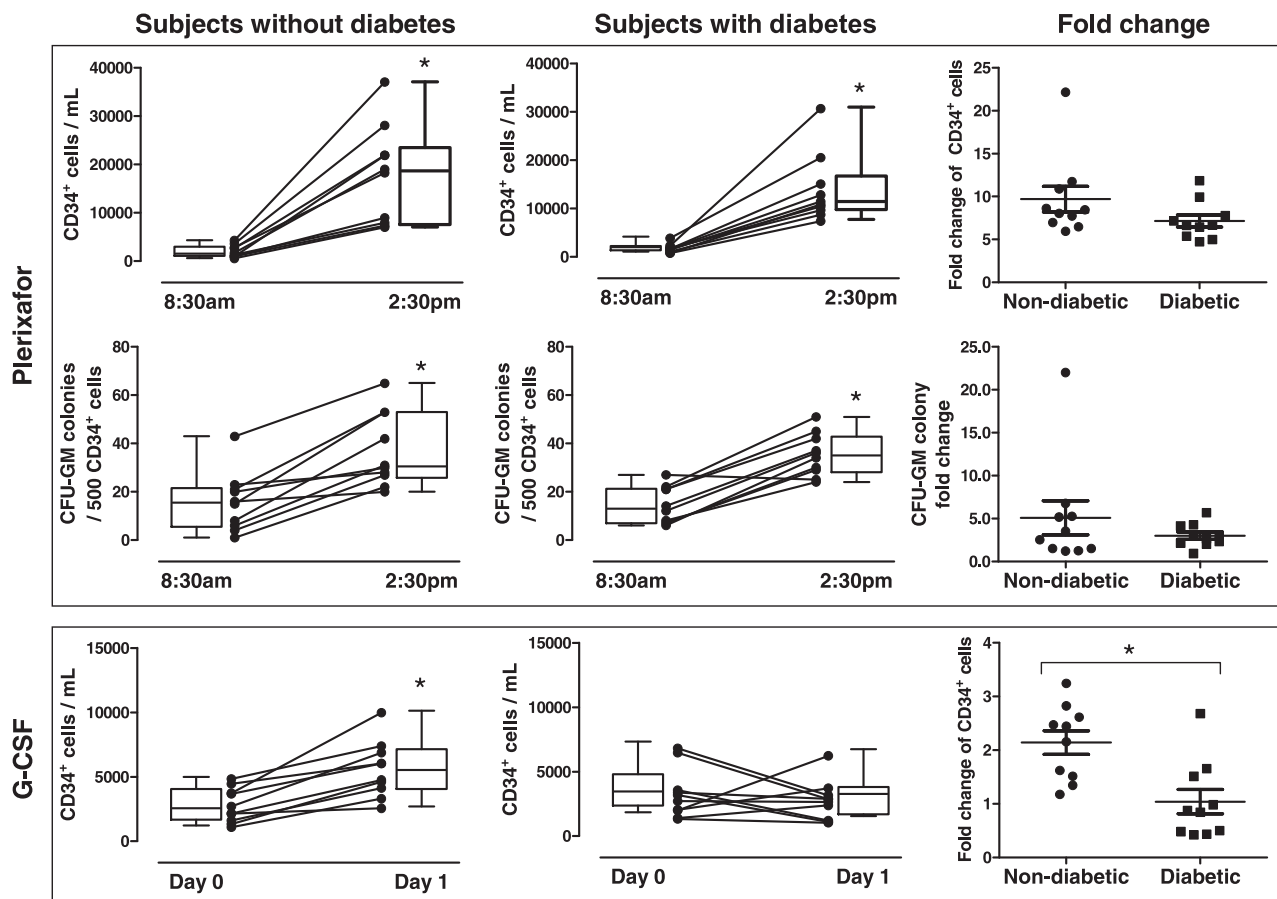 Subjects without diabetes
Subjects with diabetes
Fold change
Plerixafor
CD34+ cells / mL
40000
30000
20000
10000
0
*
8:30am
2:30pm
CD34+ cells / mL
40000
30000
20000
10000
0
*
8:30am
2:30pm
Fold change of CD34+ cells
25
20
15
10
5
0
Non-diabetic
Diabetic
CFU-GM colonies
/ 500 CD34+ cells
80
60
40
20
0
*
8:30am
2:30pm
CFU-GM colonies
/ 500 CD34+ cells
80
60
40
20
0
*
8:30am
2:30pm
CFU-GM colony
fold change
25.0
20.0
15.0
10.0
5.0
0.0
Non-diabetic
Diabetic
G-CSF
CD34+ cells / mL
15000
10000
5000
0
*
Day 0
Day 1
CD34+ cells / mL
15000
10000
5000
0
Day 0
Day 1
Fold change of CD34+ cells
4
3
2
1
0
*
Non-diabetic
Diabetic